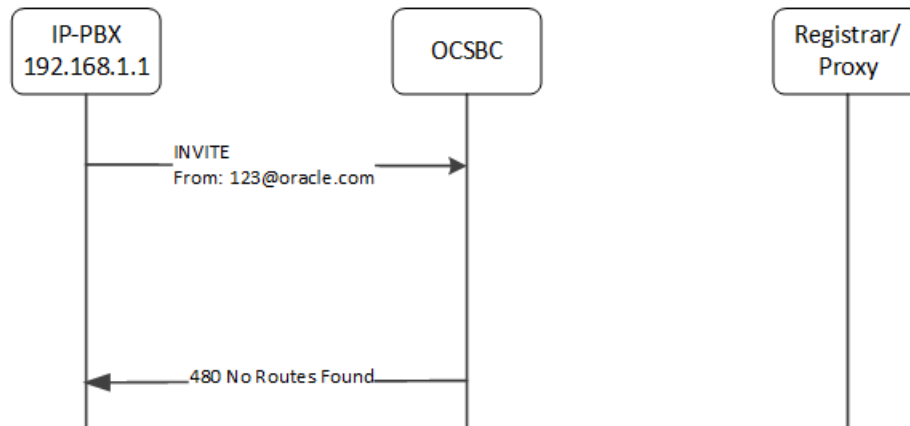 IP-PBX
192.168.1.1
OCSBC
Registrar/
Proxy
INVITE
From: 123@oracle.com
480 No Routes Found